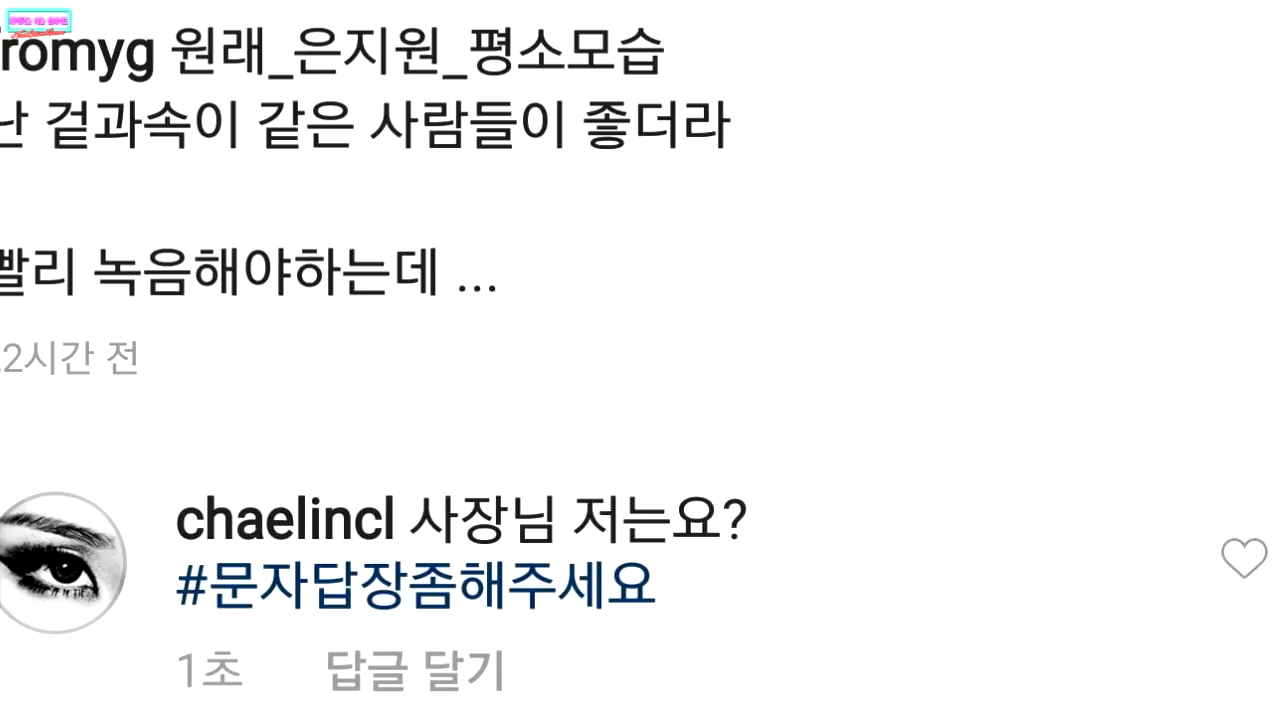 romyg 원래_은지원_평소모습
난 겉과속이 같은 사람들이 좋더라
빨리 녹음해야하는데 ...
2시간 전
chaelincl 사장님 저는요?
#문자답장좀해주세요
1초 답글 달기